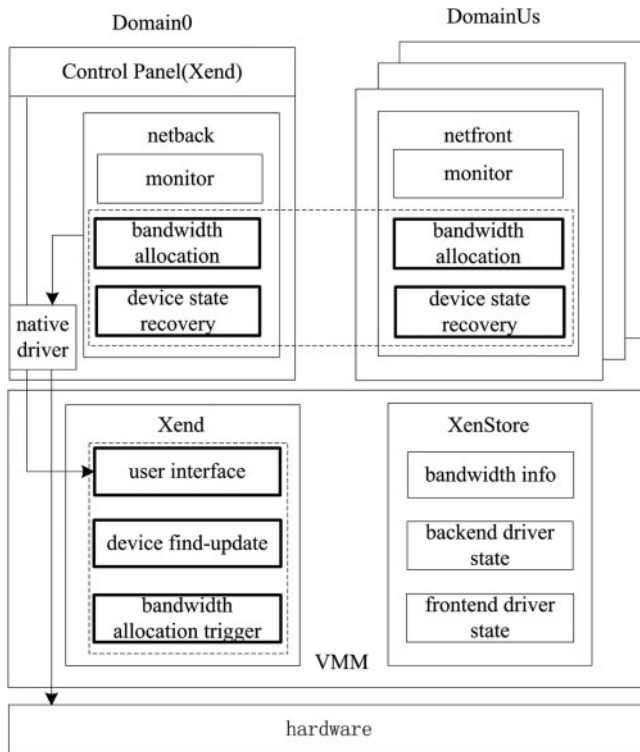 Domain0
DomainUs
Control Panel(Xend)
netback
monitor
bandwidth
allocation
device state
recovery
native
driver
netfront
monitor
bandwidth
allocation
device state
recovery
Xend
user interface
device find-update
bandwidth
allocation trigger
XenStore
bandwidth info
backend driver
state
frontend driver
state
VMM
hardware